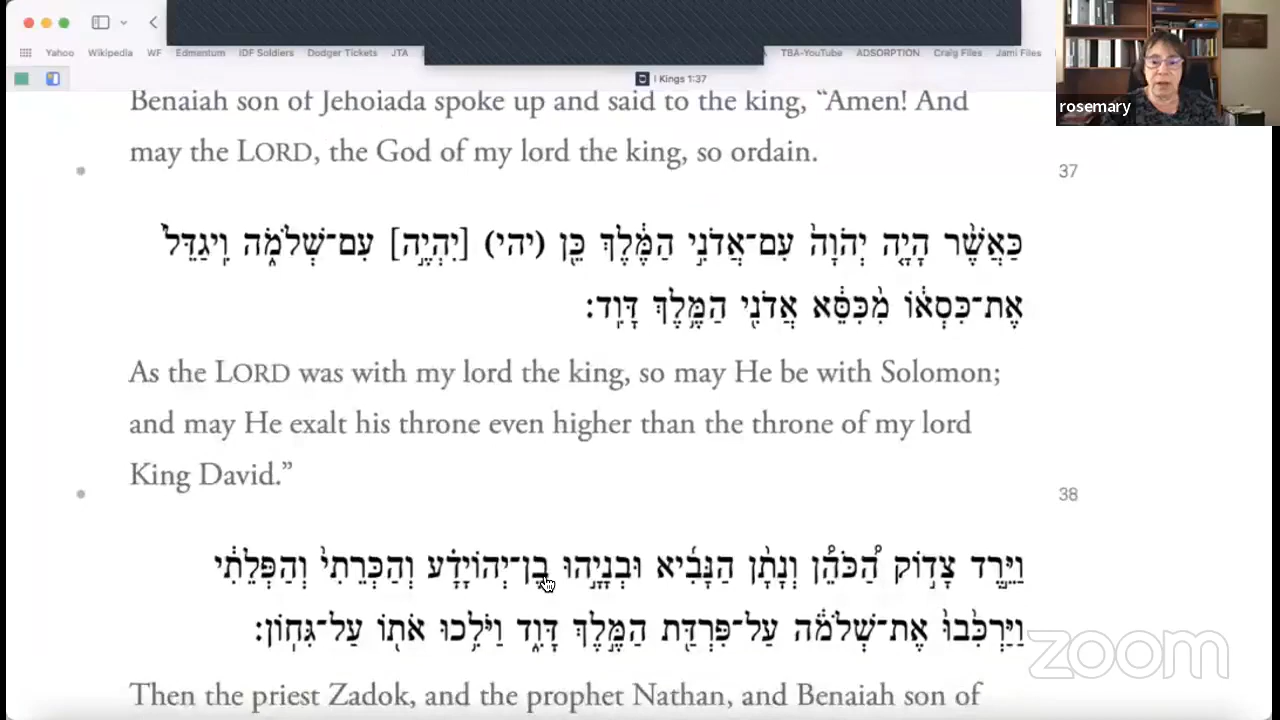 Yahoo Wikipedia WF Edmentum IDF Soldiers Dodger Tickets JTA TBA-YouTube ADSORPTION Craig Files Jami Files
I Kings 1:37
rosemary
Benaiah son of Jehoiada spoke up and said to the king, “Amen! And
may the LORD, the God of my lord the king, so ordain.
37
כַּאֲשֶׁ֨ר הָיָ֤ה יְהֹוָה֙ עִם־אֲדֹנִ֣י הַמֶּ֔לֶךְ כֵּ֖ן (יהי) [יִהְיֶ֣ה] עִם־שְׁלֹמֹ֑ה וִֽיגַדֵּל֙
אֶת־כִּסְא֔וֹ מִ֨כִּסֵּ֔א אֲדֹנִ֖י הַמֶּ֥לֶךְ דָּוִֽד׃
As the LORD was with my lord the king, so may He be with Solomon;
and may He exalt his throne even higher than the throne of my lord
King David.”
38
וַיֵּ֣רֶד צָד֣וֹק הַ֠כֹּהֵ֠ן וְנָתָ֨ן הַנָּבִ֜יא וּבְנָיָ֣הוּ בֶן־יְהוֹיָדָ֗ע וְהַכְּרֵתִי֙ וְהַפְּלֵתִ֔י
וַיַּרְכִּ֙בוּ֙ אֶת־שְׁלֹמֹ֔ה עַל־פִּרְדַּ֖ת הַמֶּ֣לֶךְ דָּוִ֑ד וַיֹּלִ֥כוּ אֹת֖וֹ עַל־גִּחֽוֹן׃
zoom
Then the priest Zadok, and the prophet Nathan, and Benaiah son of